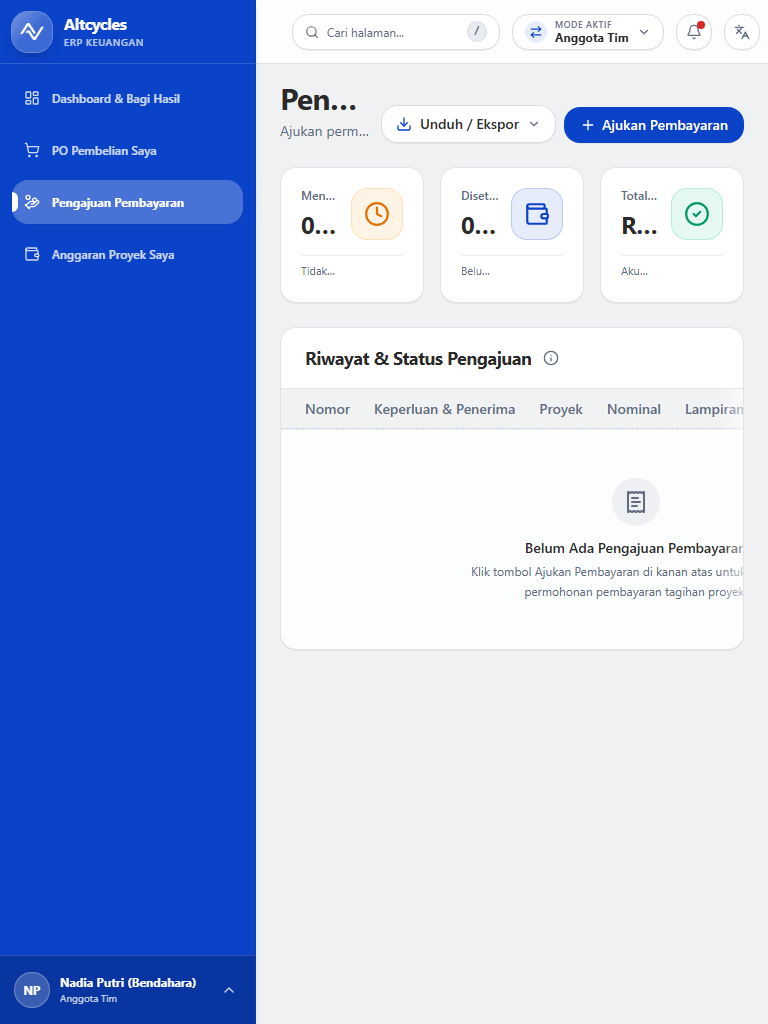 Altcycles
ERP KEUANGAN
Cari halaman...
/
MODE AKTIF
Anggota Tim
Dashboard & Bagi Hasil
PO Pembelian Saya
Pengajuan Pembayaran
Anggaran Proyek Saya
Pen...
Ajukan perm...
Unduh / Ekspor
Ajukan Pembayaran
Men...
0...
Tidak...
Diset...
0...
Belu...
Total...
R...
Aku...
Riwayat & Status Pengajuan
Nomor Keperluan & Penerima Proyek Nominal Lampiran
Belum Ada Pengajuan Pembayaran
Klik tombol Ajukan Pembayaran di kanan atas untuk
permohonan pembayaran tagihan proyek
NP
Nadia Putri (Bendahara)
Anggota Tim